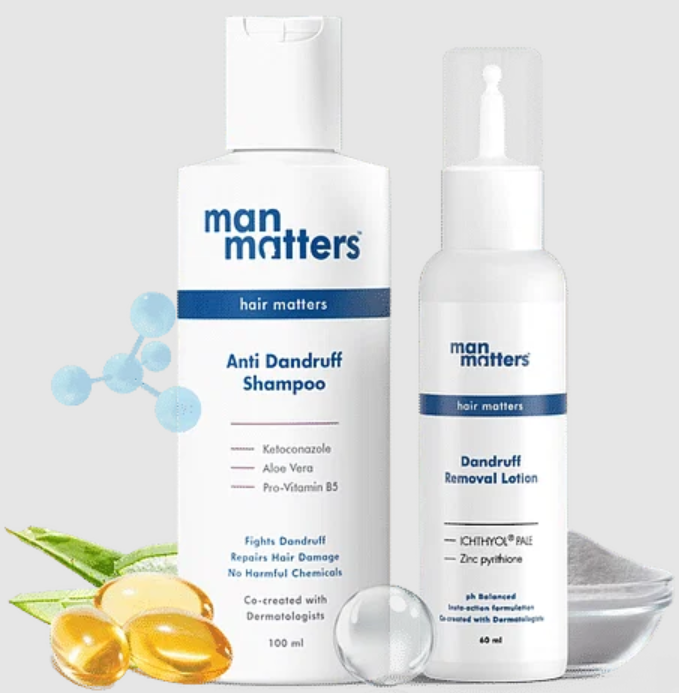 man
matters™
hair matters
Anti Dandruff
Shampoo
Ketoconazole
Aloe Vera
Pro-Vitamin B5
Fights Dandruff
Repairs Hair Damage
No Harmful Chemicals
Co-created with
Dermatologists
100 ml
man
matters
hair matters
Dandruff
Removal Lotion
ICHTHYOL® PALE
Zinc pyrithione
ph Balanced
Insta-action formulation
Co-created with Dermatologists
60 ml